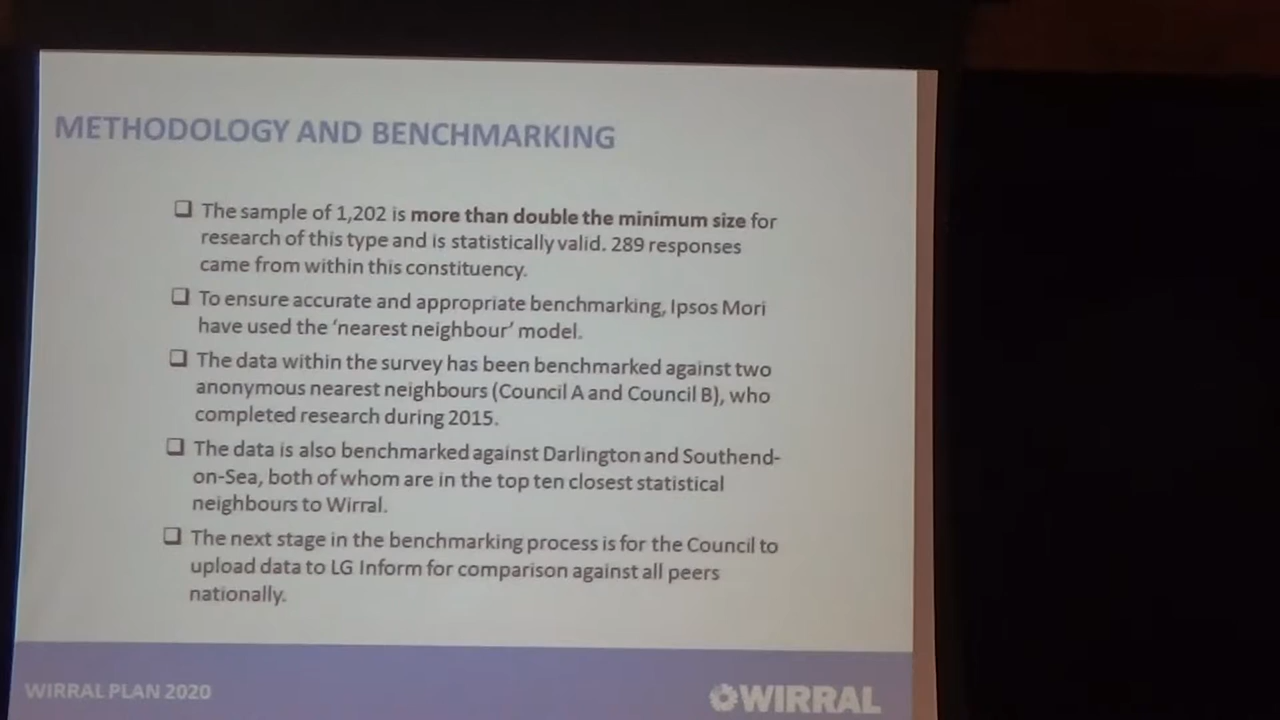 METHODOLOGY AND BENCHMARKING
❑ The sample of 1,202 is more than double the minimum size for
research of this type and is statistically valid. 289 responses
came from within this constituency.
❑ To ensure accurate and appropriate benchmarking, Ipsos Mori
have used the ‘nearest neighbour’ model.
❑ The data within the survey has been benchmarked against two
anonymous nearest neighbours (Council A and Council B), who
completed research during 2015.
❑ The data is also benchmarked against Darlington and Southend-
on-Sea, both of whom are in the top ten closest statistical
neighbours to Wirral.
❑ The next stage in the benchmarking process is for the Council to
upload data to LG Inform for comparison against all peers
nationally.
WIRRAL PLAN 2020
WIRRAL